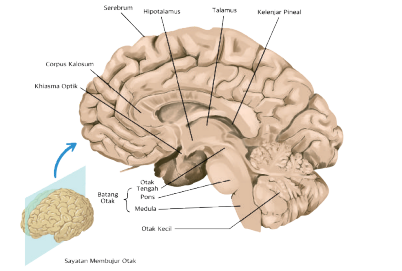 Serebrum
Hipotalamus
Talamus
Kelenjar Pineal
Corpus Kalosum
Khiasma Optik
Batang
Otak
Otak
Tengah
Pons
Medula
Otak Kecil
Sayatan Membujur Otak